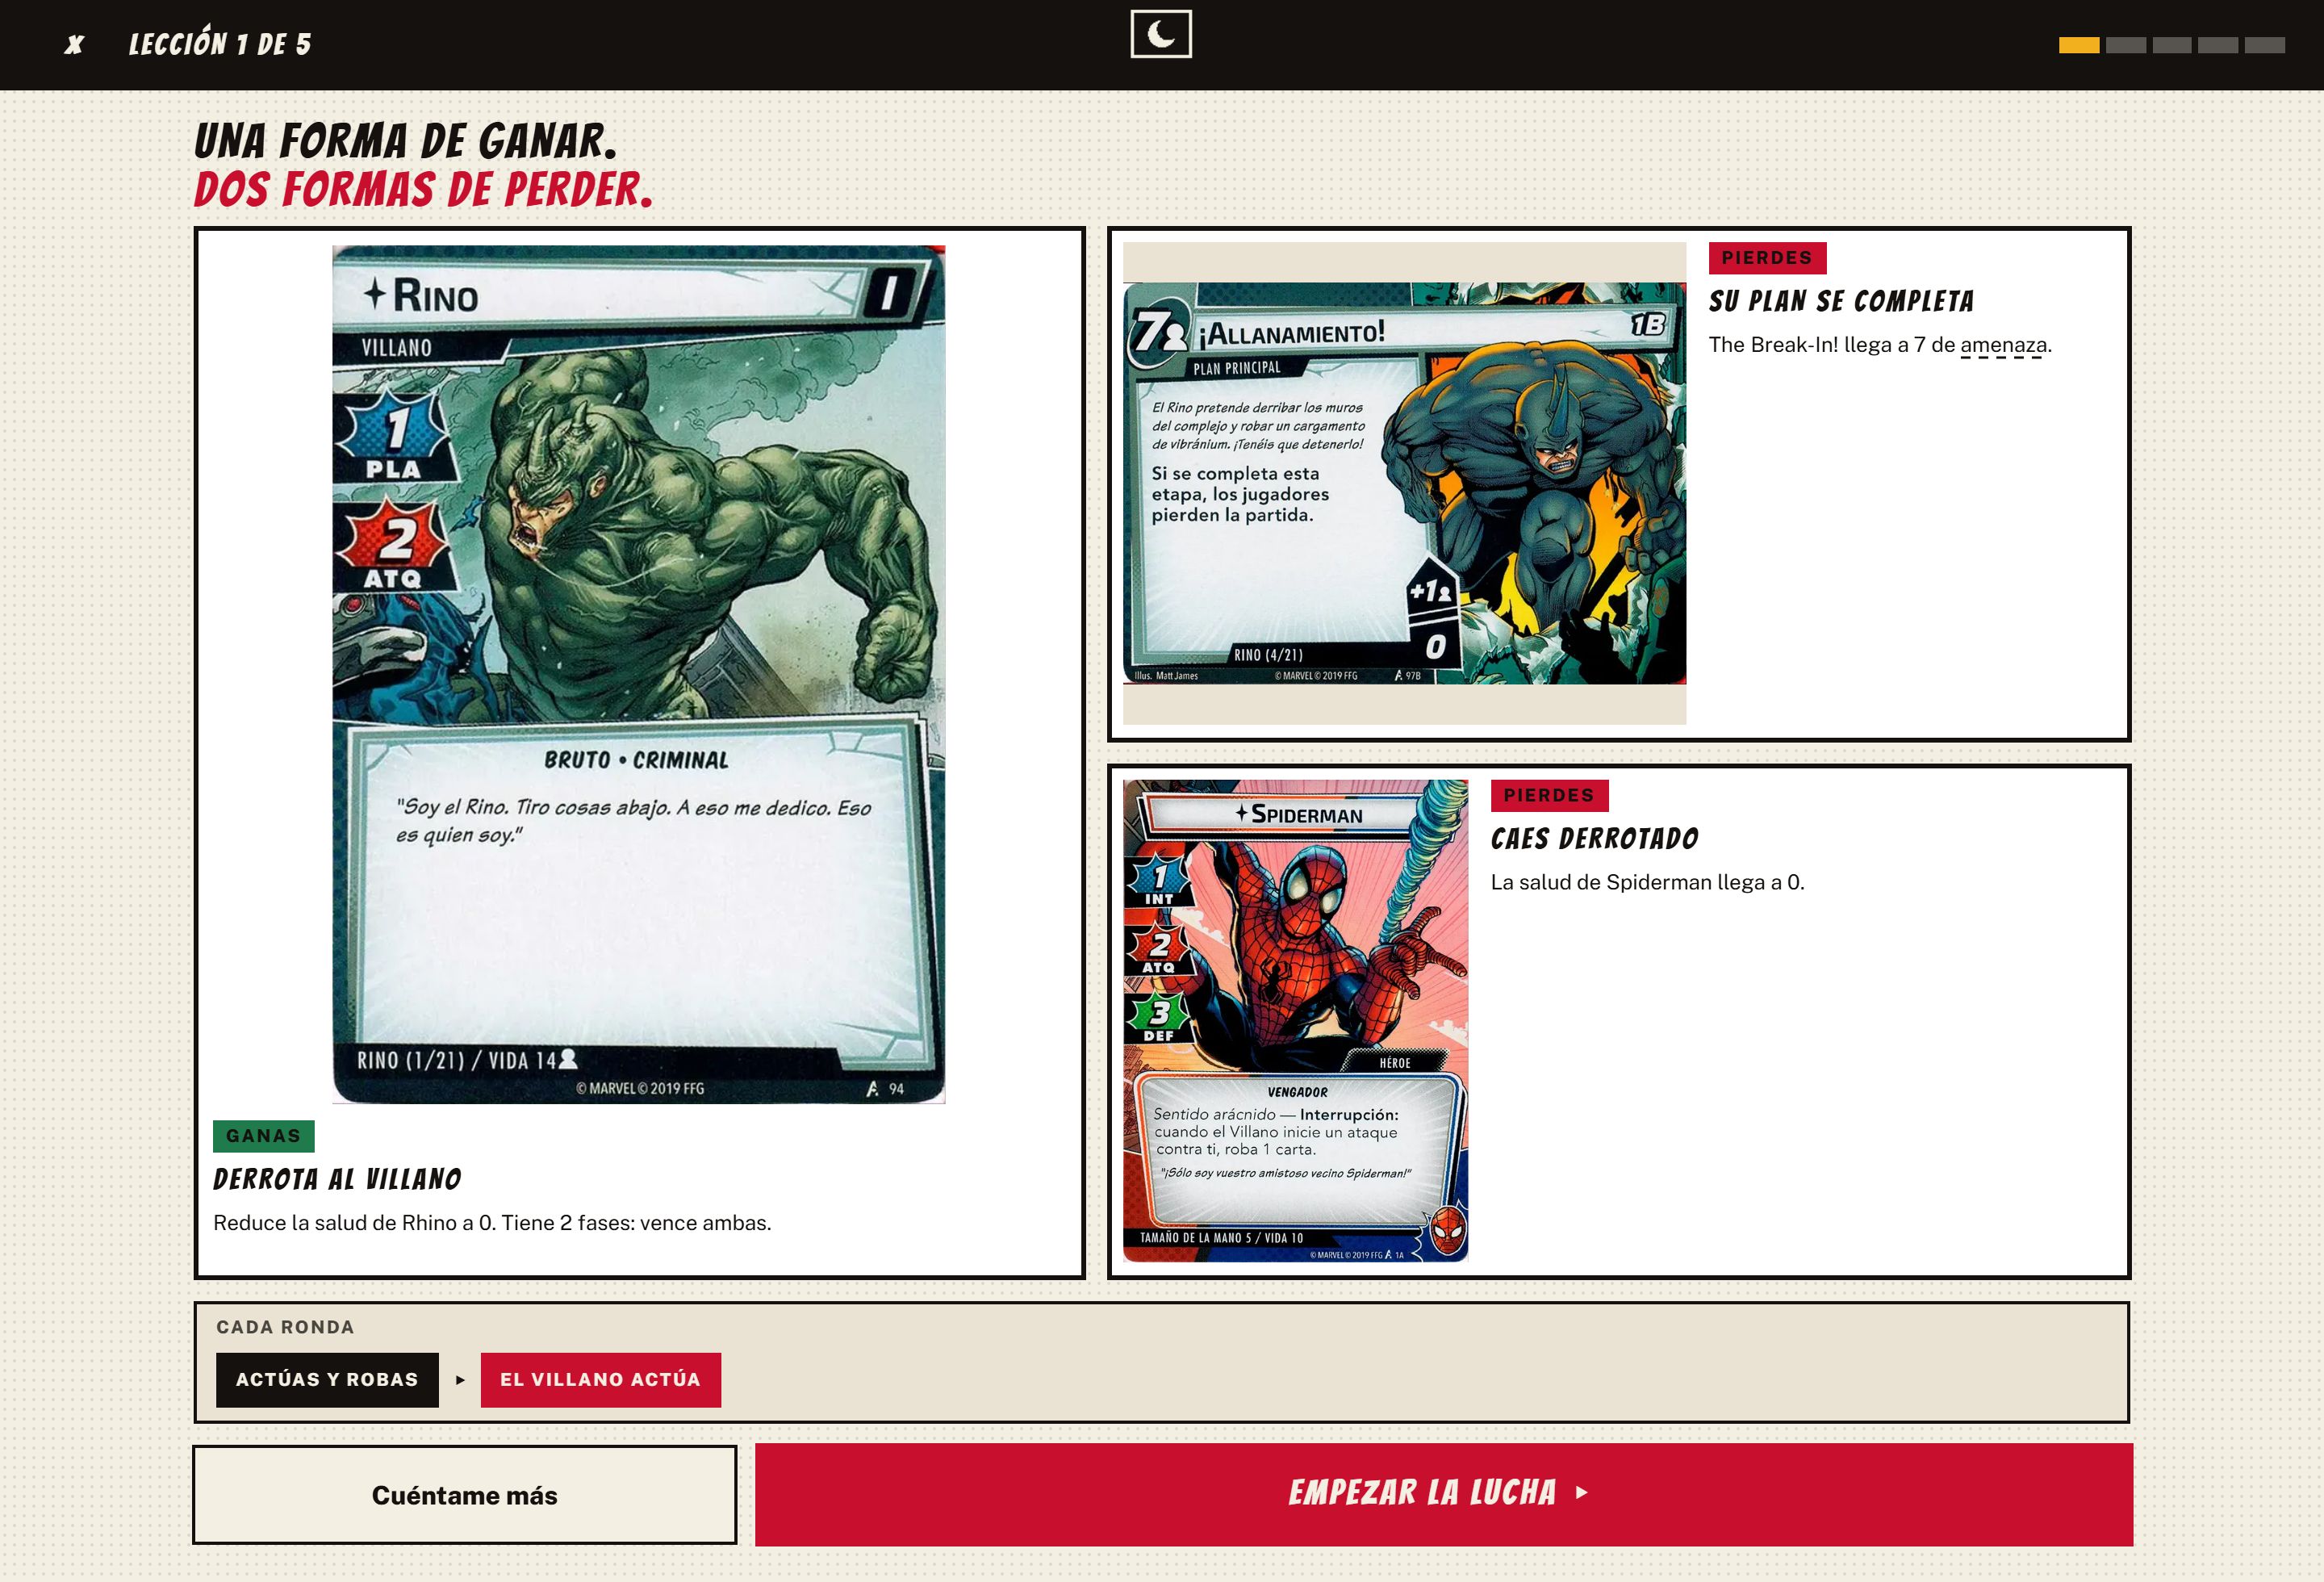 X LECCIÓN 1 DE 5
UNA FORMA DE GANAR.
DOS FORMAS DE PERDER.
RINO
I
VILLANO
1
PLA
2
ATQ
BRUTO • CRIMINAL
"Soy el Rino. Tiro cosas abajo. A eso me dedico. Eso
es quien soy."
RINO (1/21) / VIDA 14
© MARVEL © 2019 FFG
94
GANAS
DERROTA AL VILLANO
Reduce la salud de Rhino a 0. Tiene 2 fases: vence ambas.
7
¡ALLANAMIENTO!
1B
PLAN PRINCIPAL
El Rino pretende derribar los muros
del complejo y robar un cargamento
de vibránium. ¡Tenéis que detenerlo!
Si se completa esta
etapa, los jugadores
pierden la partida.
+1
0
RINO (4/21)
Illus. Matt James
© MARVEL © 2019 FFG
97B
PIERDES
SU PLAN SE COMPLETA
The Break-In! llega a 7 de amenaza.
SPIDERMAN
1
INT
2
ATQ
3
DEF
HÉROE
VENGADOR
Sentido arácnido — Interrupción:
cuando el Villano inicie un ataque
contra ti, roba 1 carta.
"¡Sólo soy vuestro amistoso vecino Spiderman!"
TAMAÑO DE LA MANO 5 / VIDA 10
© MARVEL © 2019 FFG
1A
PIERDES
CAES DERROTADO
La salud de Spiderman llega a 0.
CADA RONDA
ACTÚAS Y ROBAS ▸ EL VILLANO ACTÚA
Cuéntame más
EMPEZAR LA LUCHA ▸